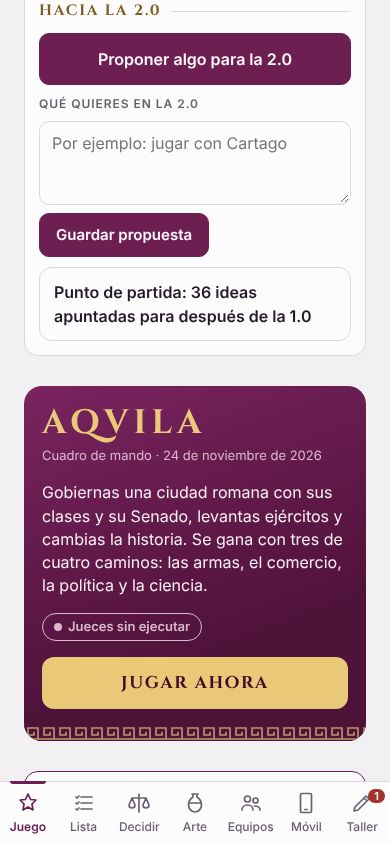 HACIA LA 2.0
Proponer algo para la 2.0
QUÉ QUIERES EN LA 2.0
Por ejemplo: jugar con Cartago
Guardar propuesta
Punto de partida: 36 ideas
apuntadas para después de la 1.0
AQVILA
Cuadro de mando · 24 de noviembre de 2026
Gobiernas una ciudad romana con sus
clases y su Senado, levantas ejércitos y
cambias la historia. Se gana con tres de
cuatro caminos: las armas, el comercio,
la política y la ciencia.
Jueces sin ejecutar
JUGAR AHORA
1
Juego Lista Decidir Arte Equipos Móvil Taller